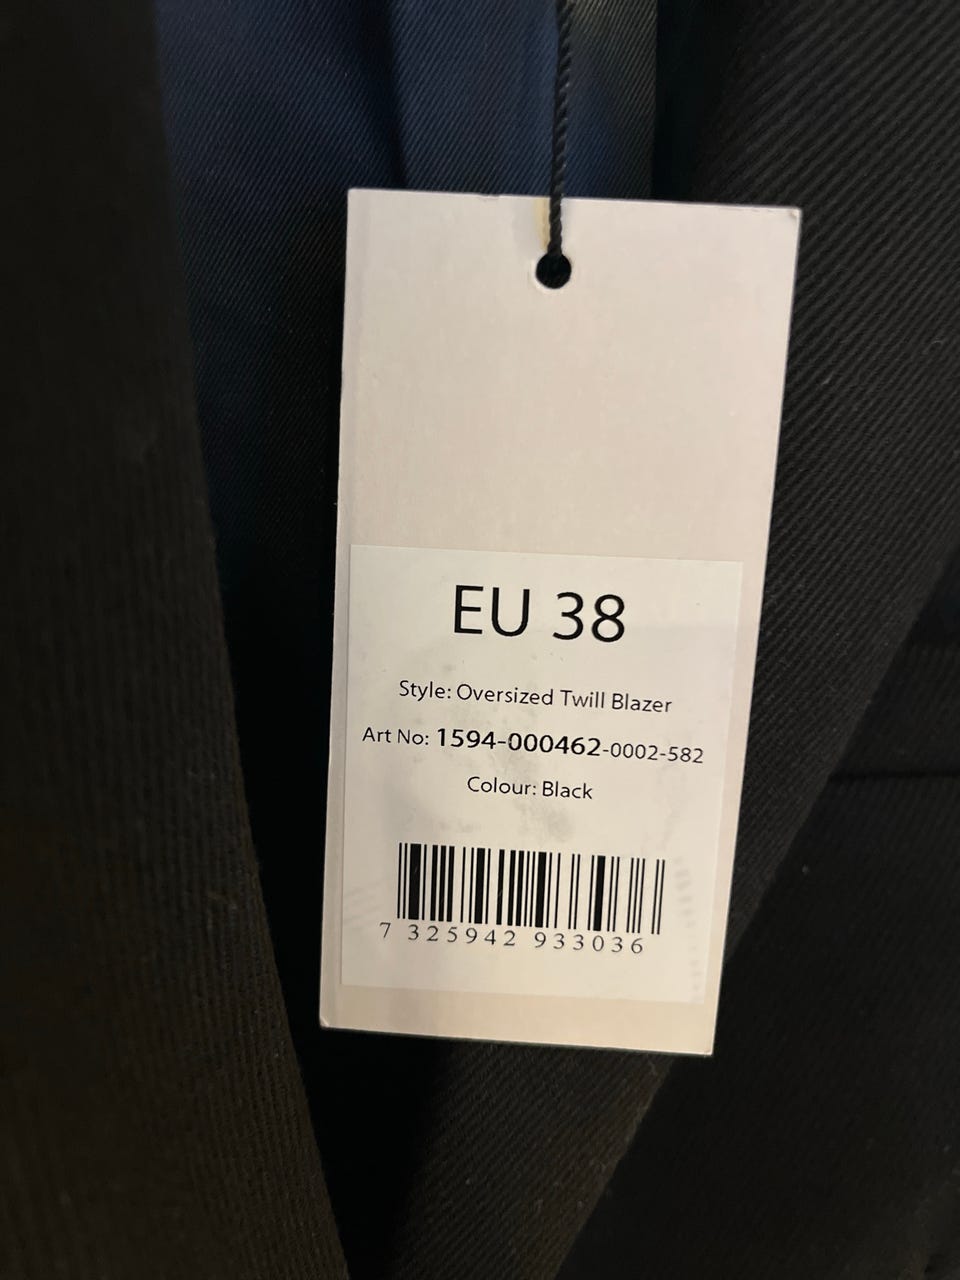 EU 38
Style: Oversized Twill Blazer
Art No: 1594-000462-0002-582
Colour: Black
7 325942 933036